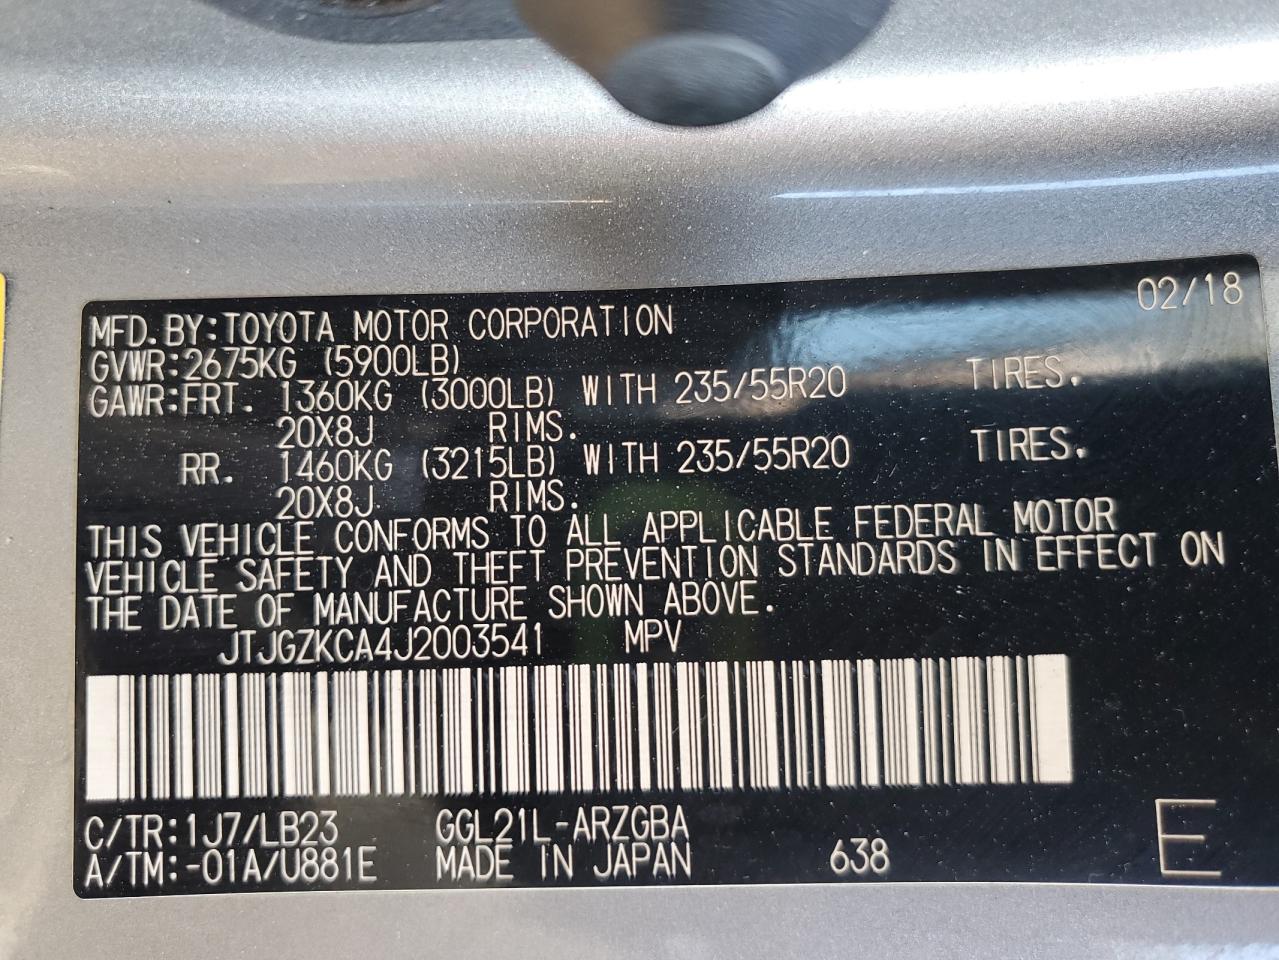 02/18
MFD.BY:TOYOTA MOTOR CORPORATION
GVWR:2675KG (5900LB)
GAWR:FRT. 1360KG (3000LB) WITH 235/55R20 TIRES.
20X8J RIMS.
RR. 1460KG (3215LB) WITH 235/55R20 TIRES.
20X8J RIMS.
THIS VEHICLE CONFORMS TO ALL APPLICABLE FEDERAL MOTOR
VEHICLE SAFETY AND THEFT PREVENTION STANDARDS IN EFFECT ON
THE DATE OF MANUFACTURE SHOWN ABOVE.
JTJGZKCA4J2003541 MPV
C/TR:1J7/LB23 GGL21L-ARZGBA
A/TM:-01A/U881E MADE IN JAPAN 638 E